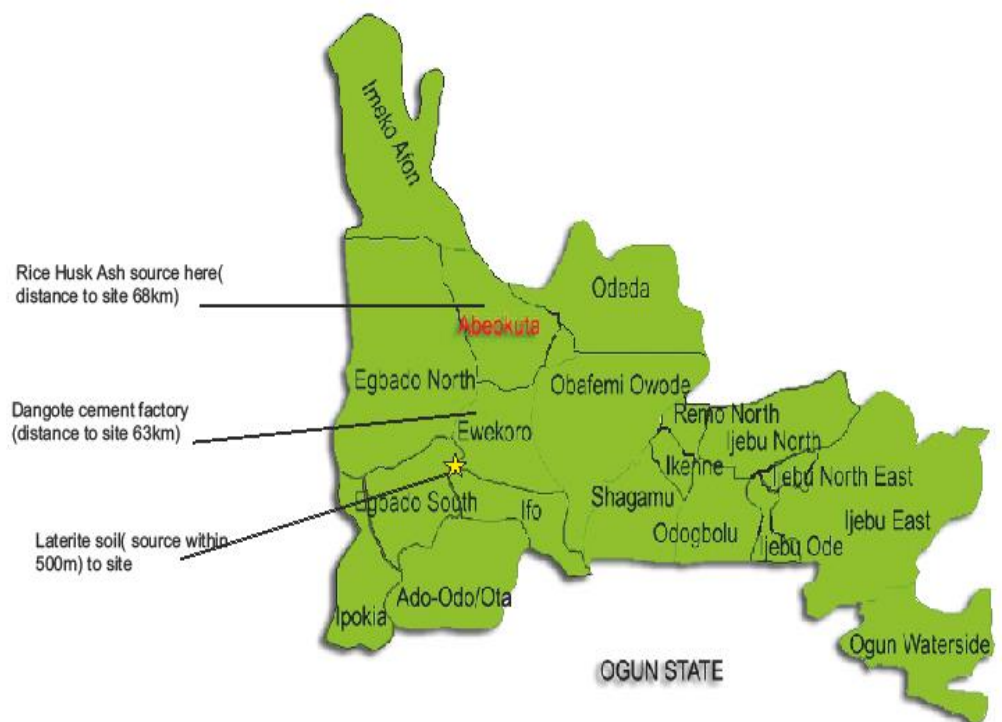 Imeko Afon
Rice Husk Ash source here(
distance to site 68km)
Odeda
Abeokuta
Egbado North
Obafemi Owode
Dangote cement factory
(distance to site 63km)
Ewekoro
Remo North
Ijebu North
Ikenne
Ijebu North East
Egbado South
Ifo
Shagamu
Odogbolu
Ijebu East
Laterite soil( source within
500m) to site
Ijebu Ode
Ado-Odo/Ota
Ipokia
Ogun Waterside
OGUN STATE